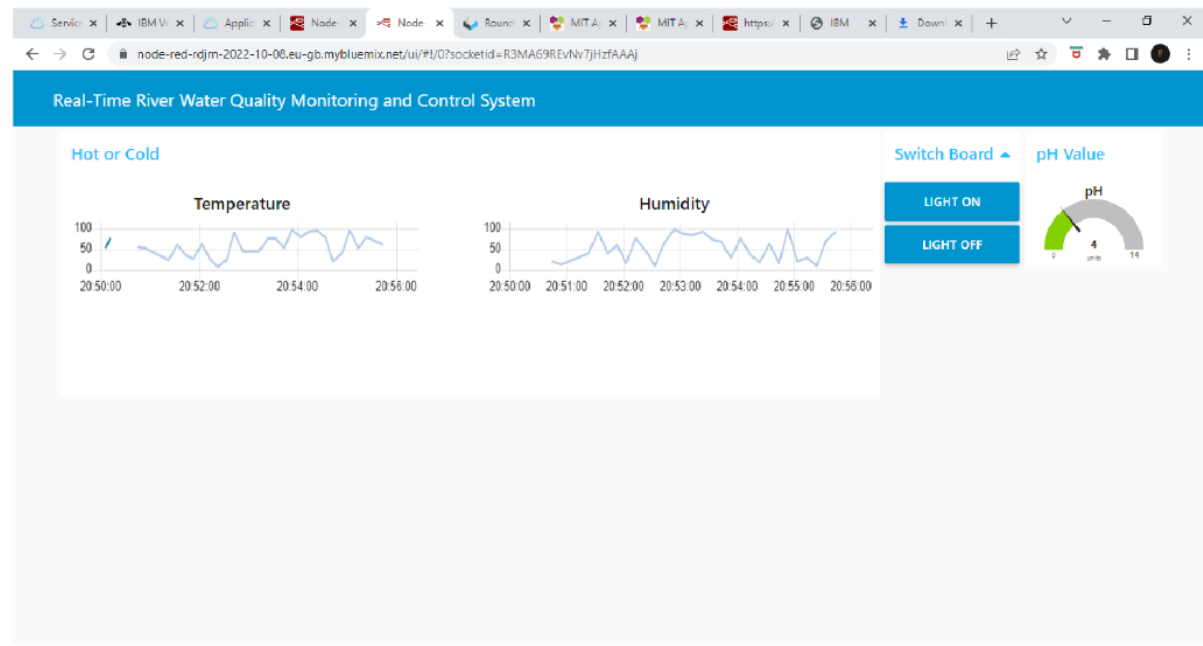 Service
IBM W
Applic
Node-
Node-
Round
MIT A
MIT A
https:/
IBM
Downl
node-red-rdjrn-2022-10-08.eu-gb.mybluemix.net/ui/#!/0?socketid=R3MA69REvNv7jHzfAAAj
Real-Time River Water Quality Monitoring and Control System
Hot or Cold
Temperature
100
50
0
20:50:00 20:52:00 20:54:00 20:56:00
Humidity
100
50
0
20:50:00 20:51:00 20:52:00 20:53:00 20:54:00 20:55:00 20:56:00
Switch Board
LIGHT ON
LIGHT OFF
pH Value
pH
4
0 units 14